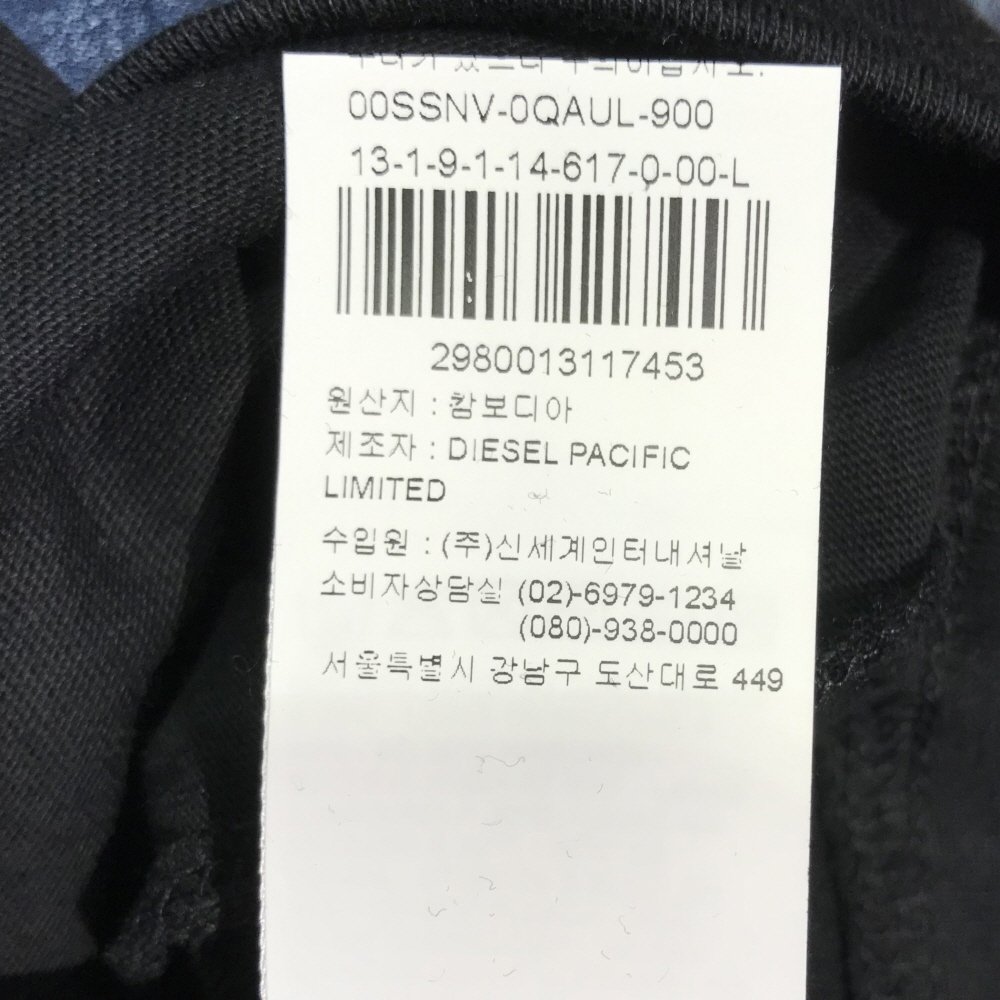 00SSNV-0QAUL-900
13-1-9-1-14-617-0-00-L
2980013117453
원산지 : 캄보디아
제조자 : DIESEL PACIFIC
LIMITED
수입원 : (주)신세계인터내셔날
소비자상담실 (02)-6979-1234
(080)-938-0000
서울특별시 강남구 도산대로 449